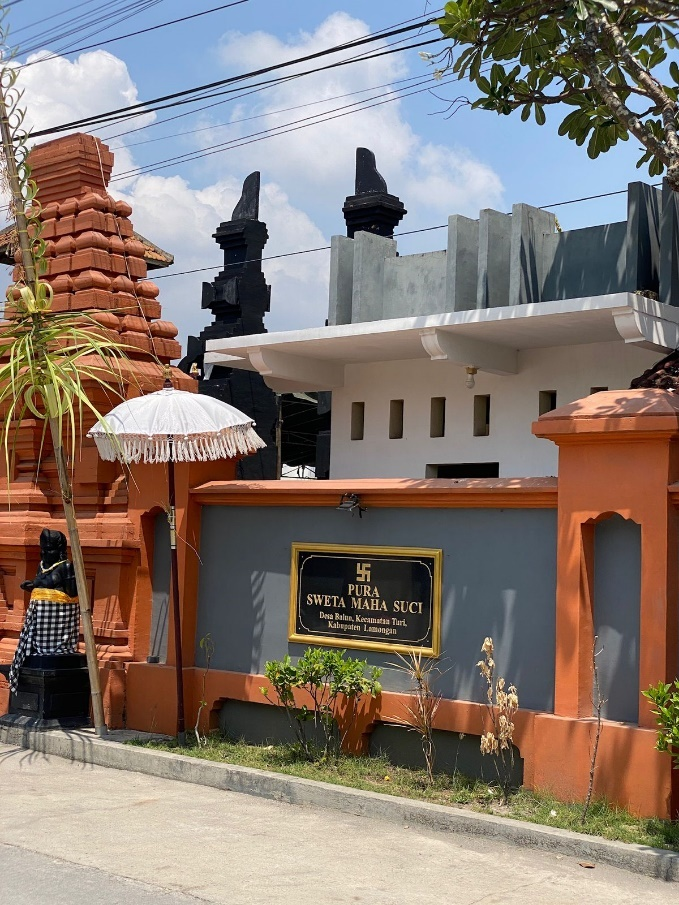 卐
PURA
SWETA MAHA SUCI
Desa Balun, Kecamatan Turi,
Kabupaten Lamongan